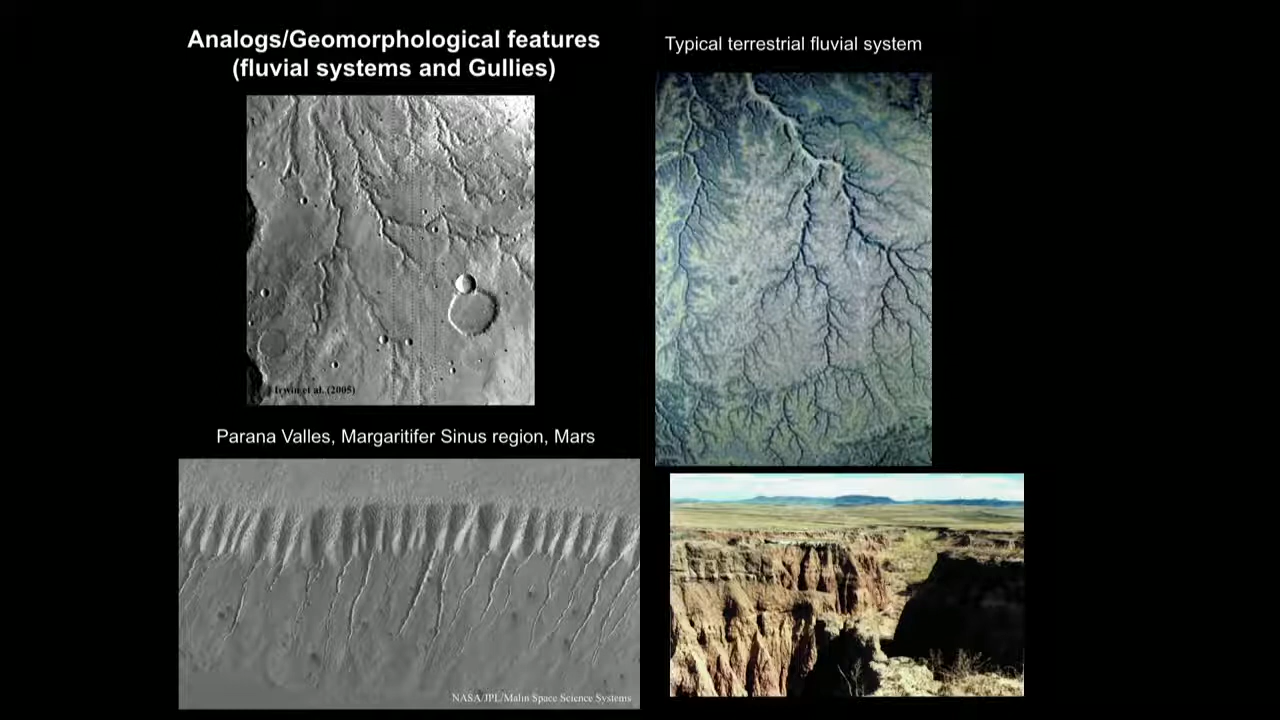 Analogs/Geomorphological features
(fluvial systems and Gullies)
Typical terrestrial fluvial system
Irwin et al. (2005)
Parana Valles, Margaritifer Sinus region, Mars
NASA/JPL/Malin Space Science Systems